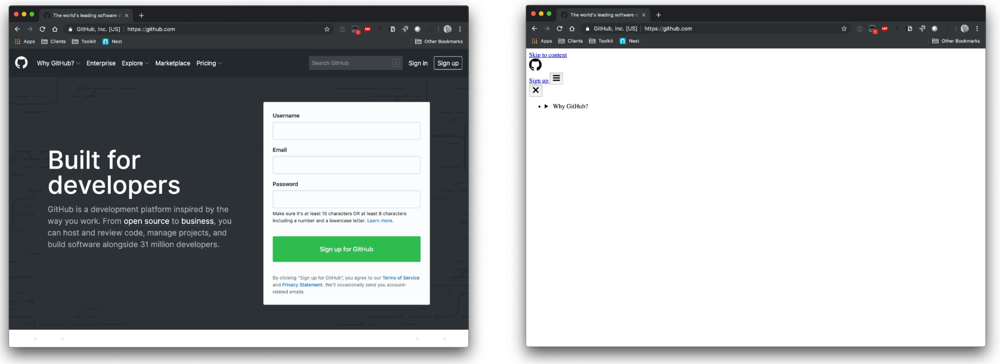 The world's leading software d
GitHub, Inc. [US] | https://github.com
1
ABP
Apps Clients Toolkit Nest Other Bookmarks
Why GitHub? Enterprise Explore Marketplace Pricing Search GitHub / Sign in Sign up
Built for
developers
GitHub is a development platform inspired by the
way you work. From open source to business, you
can host and review code, manage projects, and
build software alongside 31 million developers.
Username
Email
Password
Make sure it's at least 15 characters OR at least 8 characters
including a number and a lowercase letter. Learn more.
Sign up for GitHub
By clicking “Sign up for GitHub”, you agree to our Terms of Service
and Privacy Statement. We'll occasionally send you account-
related emails.
The world's leading software d
GitHub, Inc. [US] | https://github.com
1
ABP
Apps Clients Toolkit Nest Other Bookmarks
Skip to content
Sign up
Why GitHub?